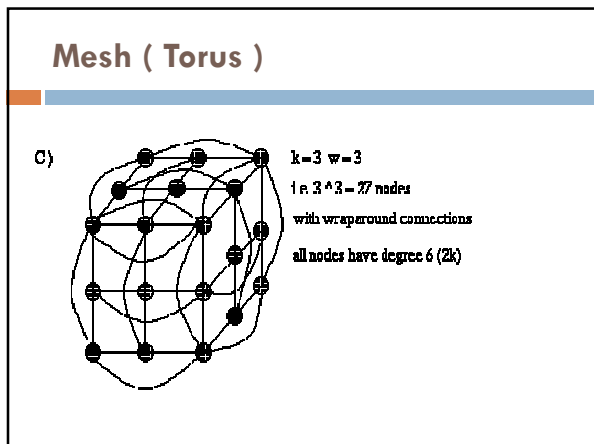 Mesh ( Torus )
C)
k = 3 w = 3
i.e. 3 ^ 3 = 27 nodes
with wraparound connections
all nodes have degree 6 (2k)